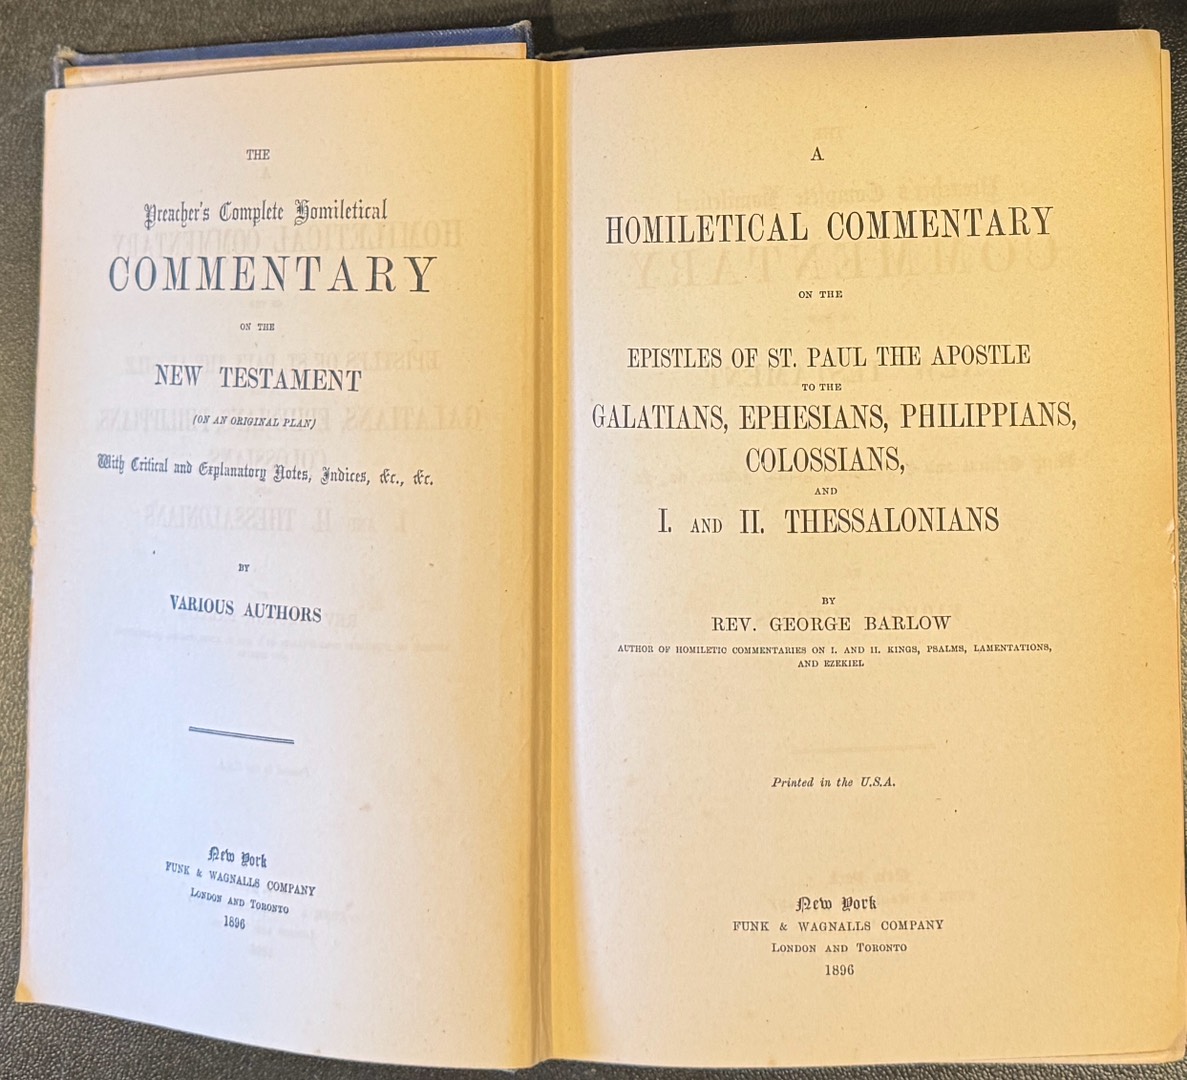 THE
Preacher's Complete Homiletical
COMMENTARY
ON THE
NEW TESTAMENT
(ON AN ORIGINAL PLAN)
With Critical and Explanatory Notes, Indices, &c., &c.
BY
VARIOUS AUTHORS
New York
FUNK & WAGNALLS COMPANY
LONDON AND TORONTO
1896
A
HOMILETICAL COMMENTARY
ON THE
EPISTLES OF ST. PAUL THE APOSTLE
TO THE
GALATIANS, EPHESIANS, PHILIPPIANS,
COLOSSIANS,
AND
I. AND II. THESSALONIANS
BY
REV. GEORGE BARLOW
AUTHOR OF HOMILETIC COMMENTARIES ON I. AND II. KINGS, PSALMS, LAMENTATIONS,
AND EZEKIEL
Printed in the U.S.A.
New York
FUNK & WAGNALLS COMPANY
LONDON AND TORONTO
1896